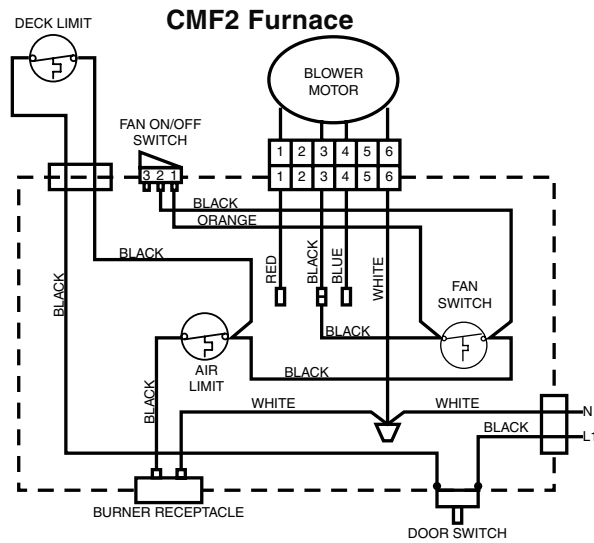 CMF2 Furnace
DECK LIMIT
BLOWER
MOTOR
FAN ON/OFF
SWITCH
1 2 3 4 5 6
3 2 1
1 2 3 4 5 6
BLACK
ORANGE
BLACK
RED
BLACK
BLUE
WHITE
BLACK
FAN
SWITCH
BLACK
AIR
LIMIT
BLACK
BLACK
WHITE
WHITE
N
BLACK
L1
BURNER RECEPTACLE
DOOR SWITCH